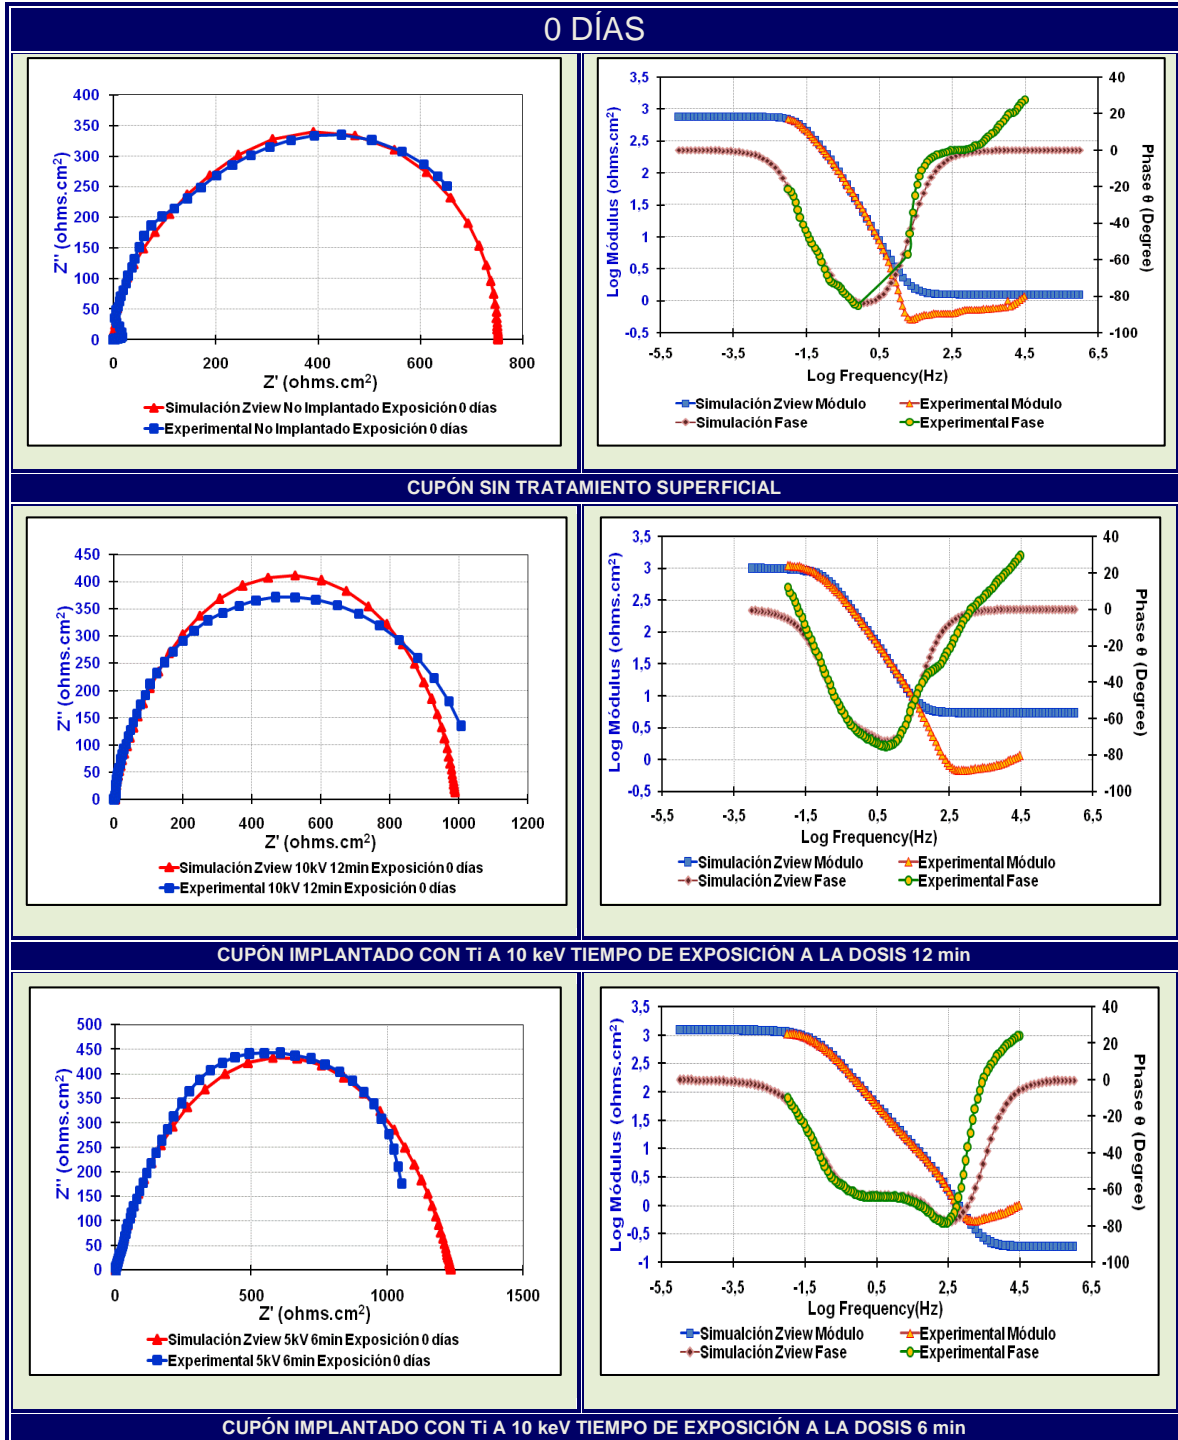 0 DÍAS
400
350
300
250
200
150
100
50
0
Z'' (ohms.cm²)
0 200 400 600 800
Z' (ohms.cm²)
Simulación Zview No Implantado Exposición 0 días
Experimental No Implantado Exposición 0 días
3,5
3
2,5
2
1,5
1
0,5
0
-0,5
Log Módulus (ohms.cm²)
40
20
0
-20
-40
-60
-80
-100
Phase θ (Degree)
-5,5 -3,5 -1,5 0,5 2,5 4,5 6,5
Log Frequency(Hz)
Simulación Zview Módulo Experimental Módulo
Simulación Fase Experimental Fase
CUPÓN SIN TRATAMIENTO SUPERFICIAL
450
400
350
300
250
200
150
100
50
0
Z'' (ohms.cm²)
0 200 400 600 800 1000 1200
Z' (ohms.cm²)
Simulación Zview 10kV 12min Exposición 0 días
Experimental 10kV 12min Exposición 0 días
3,5
3
2,5
2
1,5
1
0,5
0
-0,5
Log Módulus (ohms.cm²)
40
20
0
-20
-40
-60
-80
-100
Phase θ (Degree)
-5,5 -3,5 -1,5 0,5 2,5 4,5 6,5
Log Frequency(Hz)
Simulación Zview Módulo Experimental Módulo
Simulación Zview Fase Experimental Fase
CUPÓN IMPLANTADO CON Ti A 10 keV TIEMPO DE EXPOSICIÓN A LA DOSIS 12 min
500
450
400
350
300
250
200
150
100
50
0
Z'' (ohms.cm²)
0 500 1000 1500
Z' (ohms.cm²)
Simulación Zview 5kV 6min Exposición 0 días
Experimental 5kV 6min Exposición 0 días
3,5
3
2,5
2
1,5
1
0,5
0
-0,5
-1
Log Módulus (ohms.cm²)
40
20
0
-20
-40
-60
-80
-100
Phase θ (Degree)
-5,5 -3,5 -1,5 0,5 2,5 4,5 6,5
Log Frequency(Hz)
Simualción Zview Módulo Experimental Módulo
Simulación Zview Fase Experimental Fase
CUPÓN IMPLANTADO CON Ti A 10 keV TIEMPO DE EXPOSICIÓN A LA DOSIS 6 min